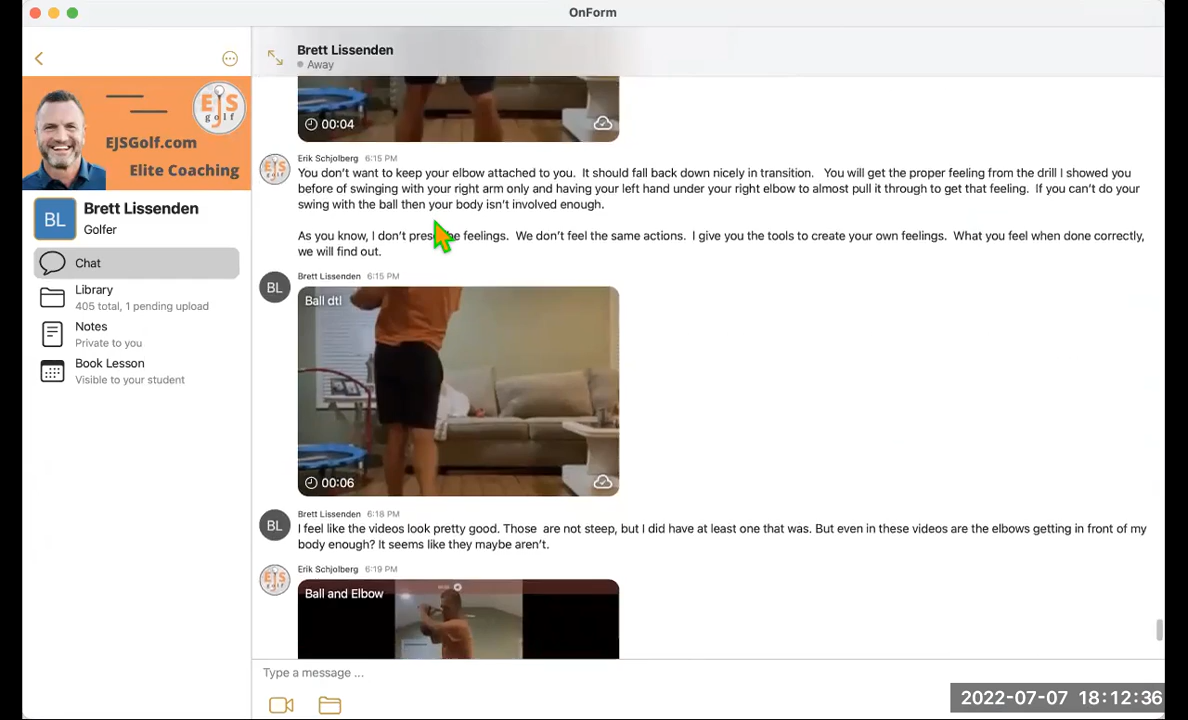 OnForm
EJS
golf
EJSGolf.com
Elite Coaching
BL
Brett Lissenden
Golfer
Chat
Library
405 total, 1 pending upload
Notes
Private to you
Book Lesson
Visible to your student
Brett Lissenden
Away
00:04
EJS
golf
Erik Schjolberg 6:15 PM
You don't want to keep your elbow attached to you. It should fall back down nicely in transition. You will get the proper feeling from the drill I showed you
before of swinging with your right arm only and having your left hand under your right elbow to almost pull it through to get that feeling. If you can't do your
swing with the ball then your body isn't involved enough.
As you know, I don't be feelings. We don't feel the same actions. I give you the tools to create your own feelings. What you feel when done correctly,
we will find out.
BL
Brett Lissenden 6:15 PM
Ball dtl
00:06
BL
Brett Lissenden 6:18 PM
I feel like the videos look pretty good. Those are not steep, but I did have at least one that was. But even in these videos are the elbows getting in front of my
body enough? It seems like they maybe aren't.
EJS
golf
Erik Schjolberg 6:19 PM
Ball and Elbow
Type a message ...
2022-07-07 18:12:36